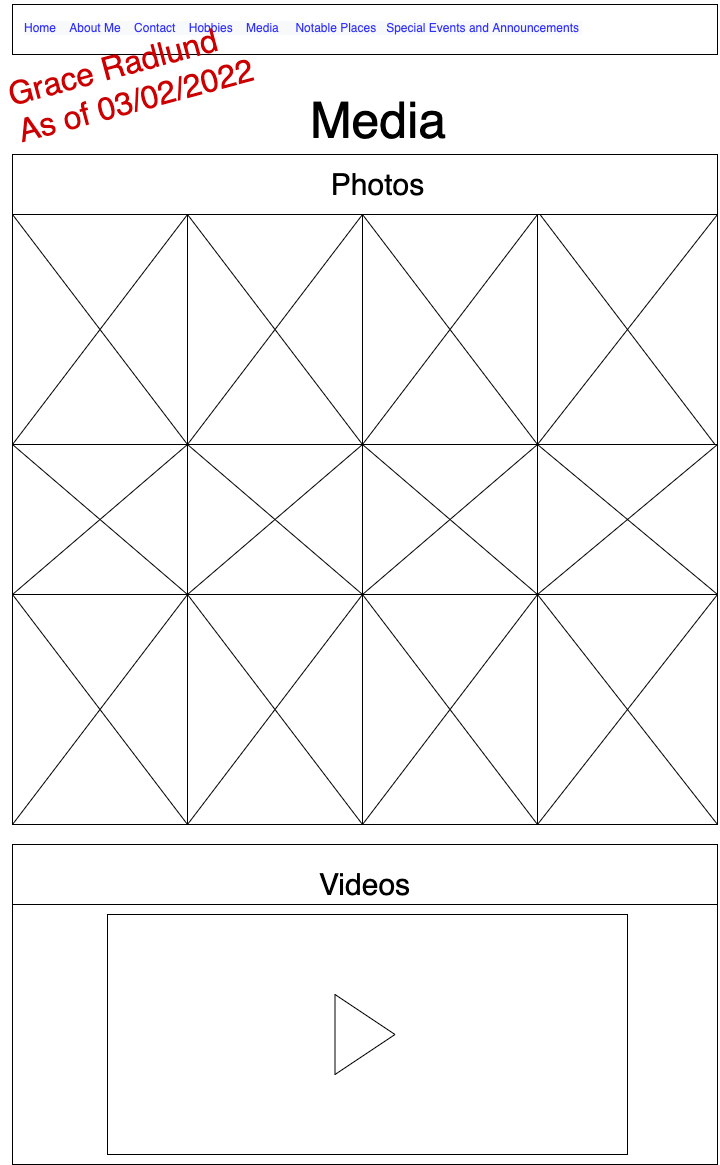 Home About Me Contact Hobbies Media Notable Places Special Events and Announcements
Grace Radlund
As of 03/02/2022
Media
Photos
Videos